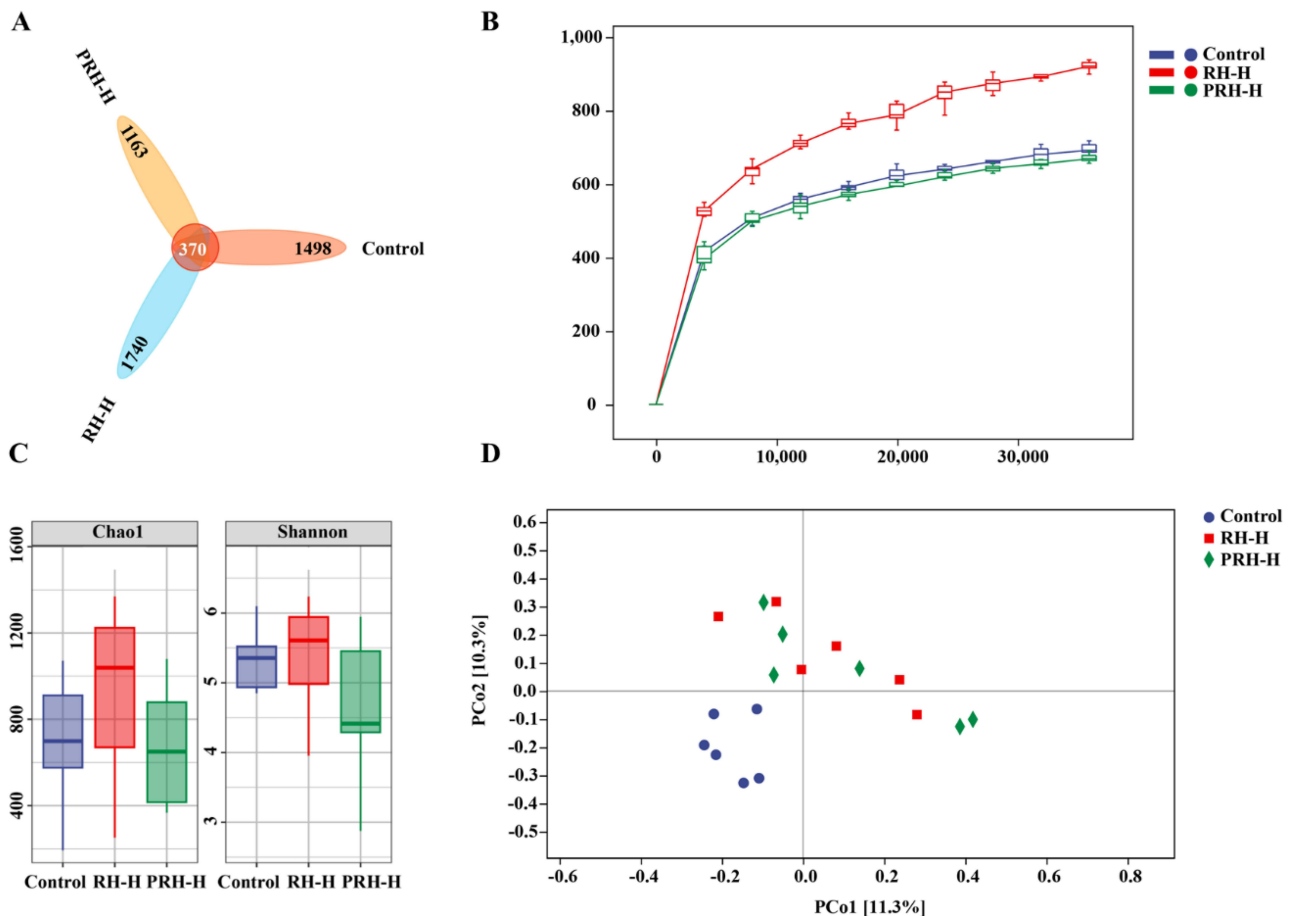 A
PRH-H
1163
370
1498
Control
1740
RH-H
B
1,000
800
600
400
200
0
0
10,000
20,000
30,000
Control
RH-H
PRH-H
C
Chao1
Shannon
1600
1200
800
400
6
5
4
3
Control RH-H PRH-H
Control RH-H PRH-H
D
0.6
0.5
0.4
0.3
0.2
0.1
0.0
-0.1
-0.2
-0.3
-0.4
-0.5
PCo2 [10.3%]
-0.6
-0.4
-0.2
0.0
0.2
0.4
0.6
0.8
PCo1 [11.3%]
Control
RH-H
PRH-H